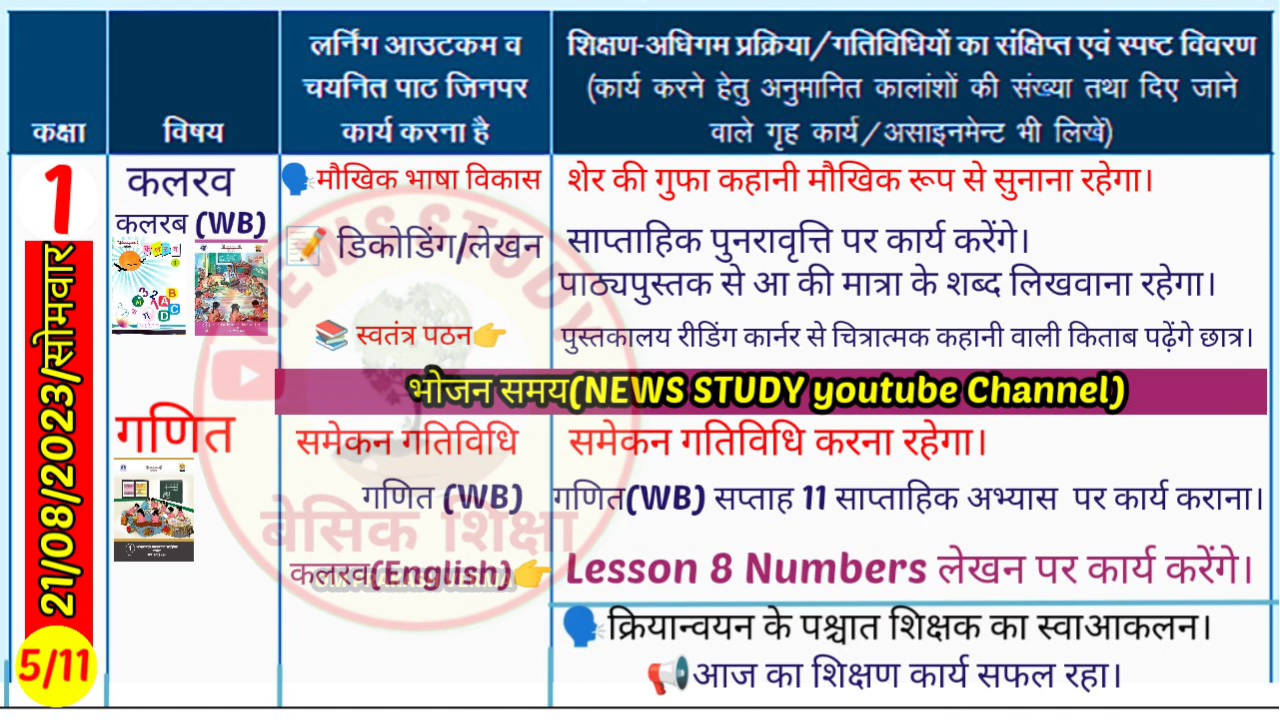 कक्षा
विषय
लर्निंग आउटकम व
चयनित पाठ जिनपर
कार्य करना है
शिक्षण-अधिगम प्रक्रिया/गतिविधियों का संक्षिप्त एवं स्पष्ट विवरण
(कार्य करने हेतु अनुमानित कालांशों की संख्या तथा दिए जाने
वाले गृह कार्य/असाइनमेन्ट भी लिखें)
1
21/08/2023/सोमवार
5/11
कलरव
कलरब (WB)
🗣मौखिक भाषा विकास
शेर की गुफा कहानी मौखिक रूप से सुनाना रहेगा।
📝 डिकोडिंग/लेखन
साप्ताहिक पुनरावृत्ति पर कार्य करेंगे।
पाठ्यपुस्तक से आ की मात्रा के शब्द लिखवाना रहेगा।
📚 स्वतंत्र पठन👉
पुस्तकालय रीडिंग कार्नर से चित्रात्मक कहानी वाली किताब पढ़ेंगे छात्र।
भोजन समय(NEWS STUDY youtube Channel)
गणित
समेकन गतिविधि
समेकन गतिविधि करना रहेगा।
गणित (WB)
गणित(WB) सप्ताह 11 साप्ताहिक अभ्यास पर कार्य कराना।
कलरव(English)👉
Lesson 8 Numbers लेखन पर कार्य करेंगे।
🗣क्रियान्वयन के पश्चात शिक्षक का स्वाआकलन।
📢आज का शिक्षण कार्य सफल रहा।
NEWS STUDY
बेसिक शिक्षा